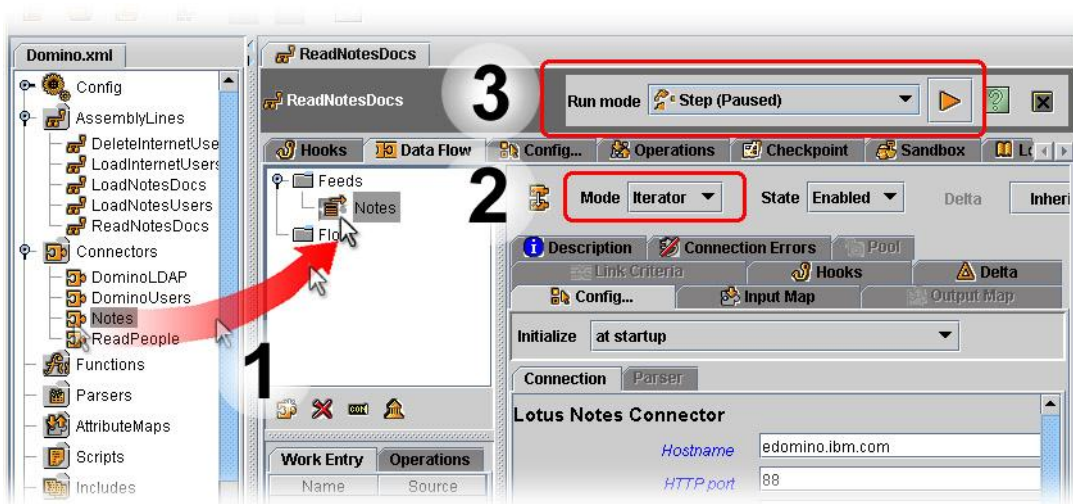 Domino.xml
Config
AssemblyLines
DeleteInternetUse
LoadInternetUsers
LoadNotesDocs
LoadNotesUsers
ReadNotesDocs
Connectors
DominoLDAP
DominoUsers
Notes
ReadPeople
Functions
Parsers
AttributeMaps
Scripts
Includes
1
ReadNotesDocs
ReadNotesDocs
3
Run mode Step (Paused)
Hooks Data Flow Config... Operations Checkpoint Sandbox Lo
Feeds
Notes
Flo
2
Mode Iterator State Enabled Delta Inheri
Description Connection Errors Pool
Link Criteria Hooks Delta
Config... Input Map Output Map
Initialize at startup
Connection Parser
Lotus Notes Connector
Hostname edomino.ibm.com
HTTP port 88
Work Entry Operations
Name Source